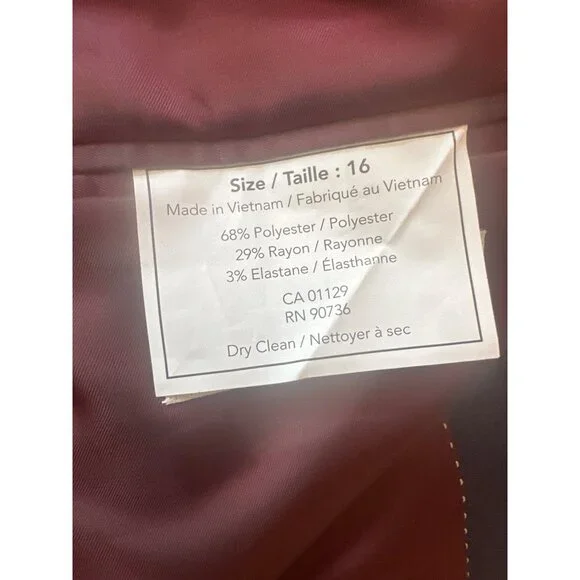 Size / Taille : 16
Made in Vietnam / Fabriqué au Vietnam
68% Polyester / Polyester
29% Rayon / Rayonne
3% Elastane / Élasthanne
CA 01129
RN 90736
Dry Clean / Nettoyer à sec